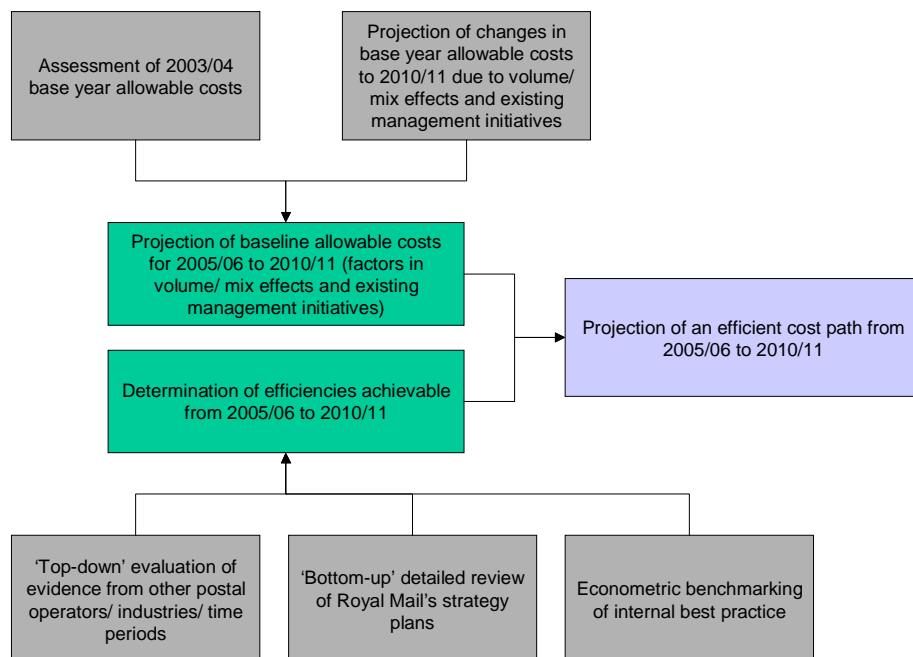 Assessment of 2003/04
base year allowable costs
Projection of changes in
base year allowable costs
to 2010/11 due to volume/
mix effects and existing
management initiatives
Projection of baseline allowable costs
for 2005/06 to 2010/11 (factors in
volume/ mix effects and existing
management initiatives)
Projection of an efficient cost path from
2005/06 to 2010/11
Determination of efficiencies achievable
from 2005/06 to 2010/11
‘Top-down’ evaluation of
evidence from other postal
operators/ industries/ time
periods
‘Bottom-up’ detailed review
of Royal Mail’s strategy
plans
Econometric benchmarking
of internal best practice